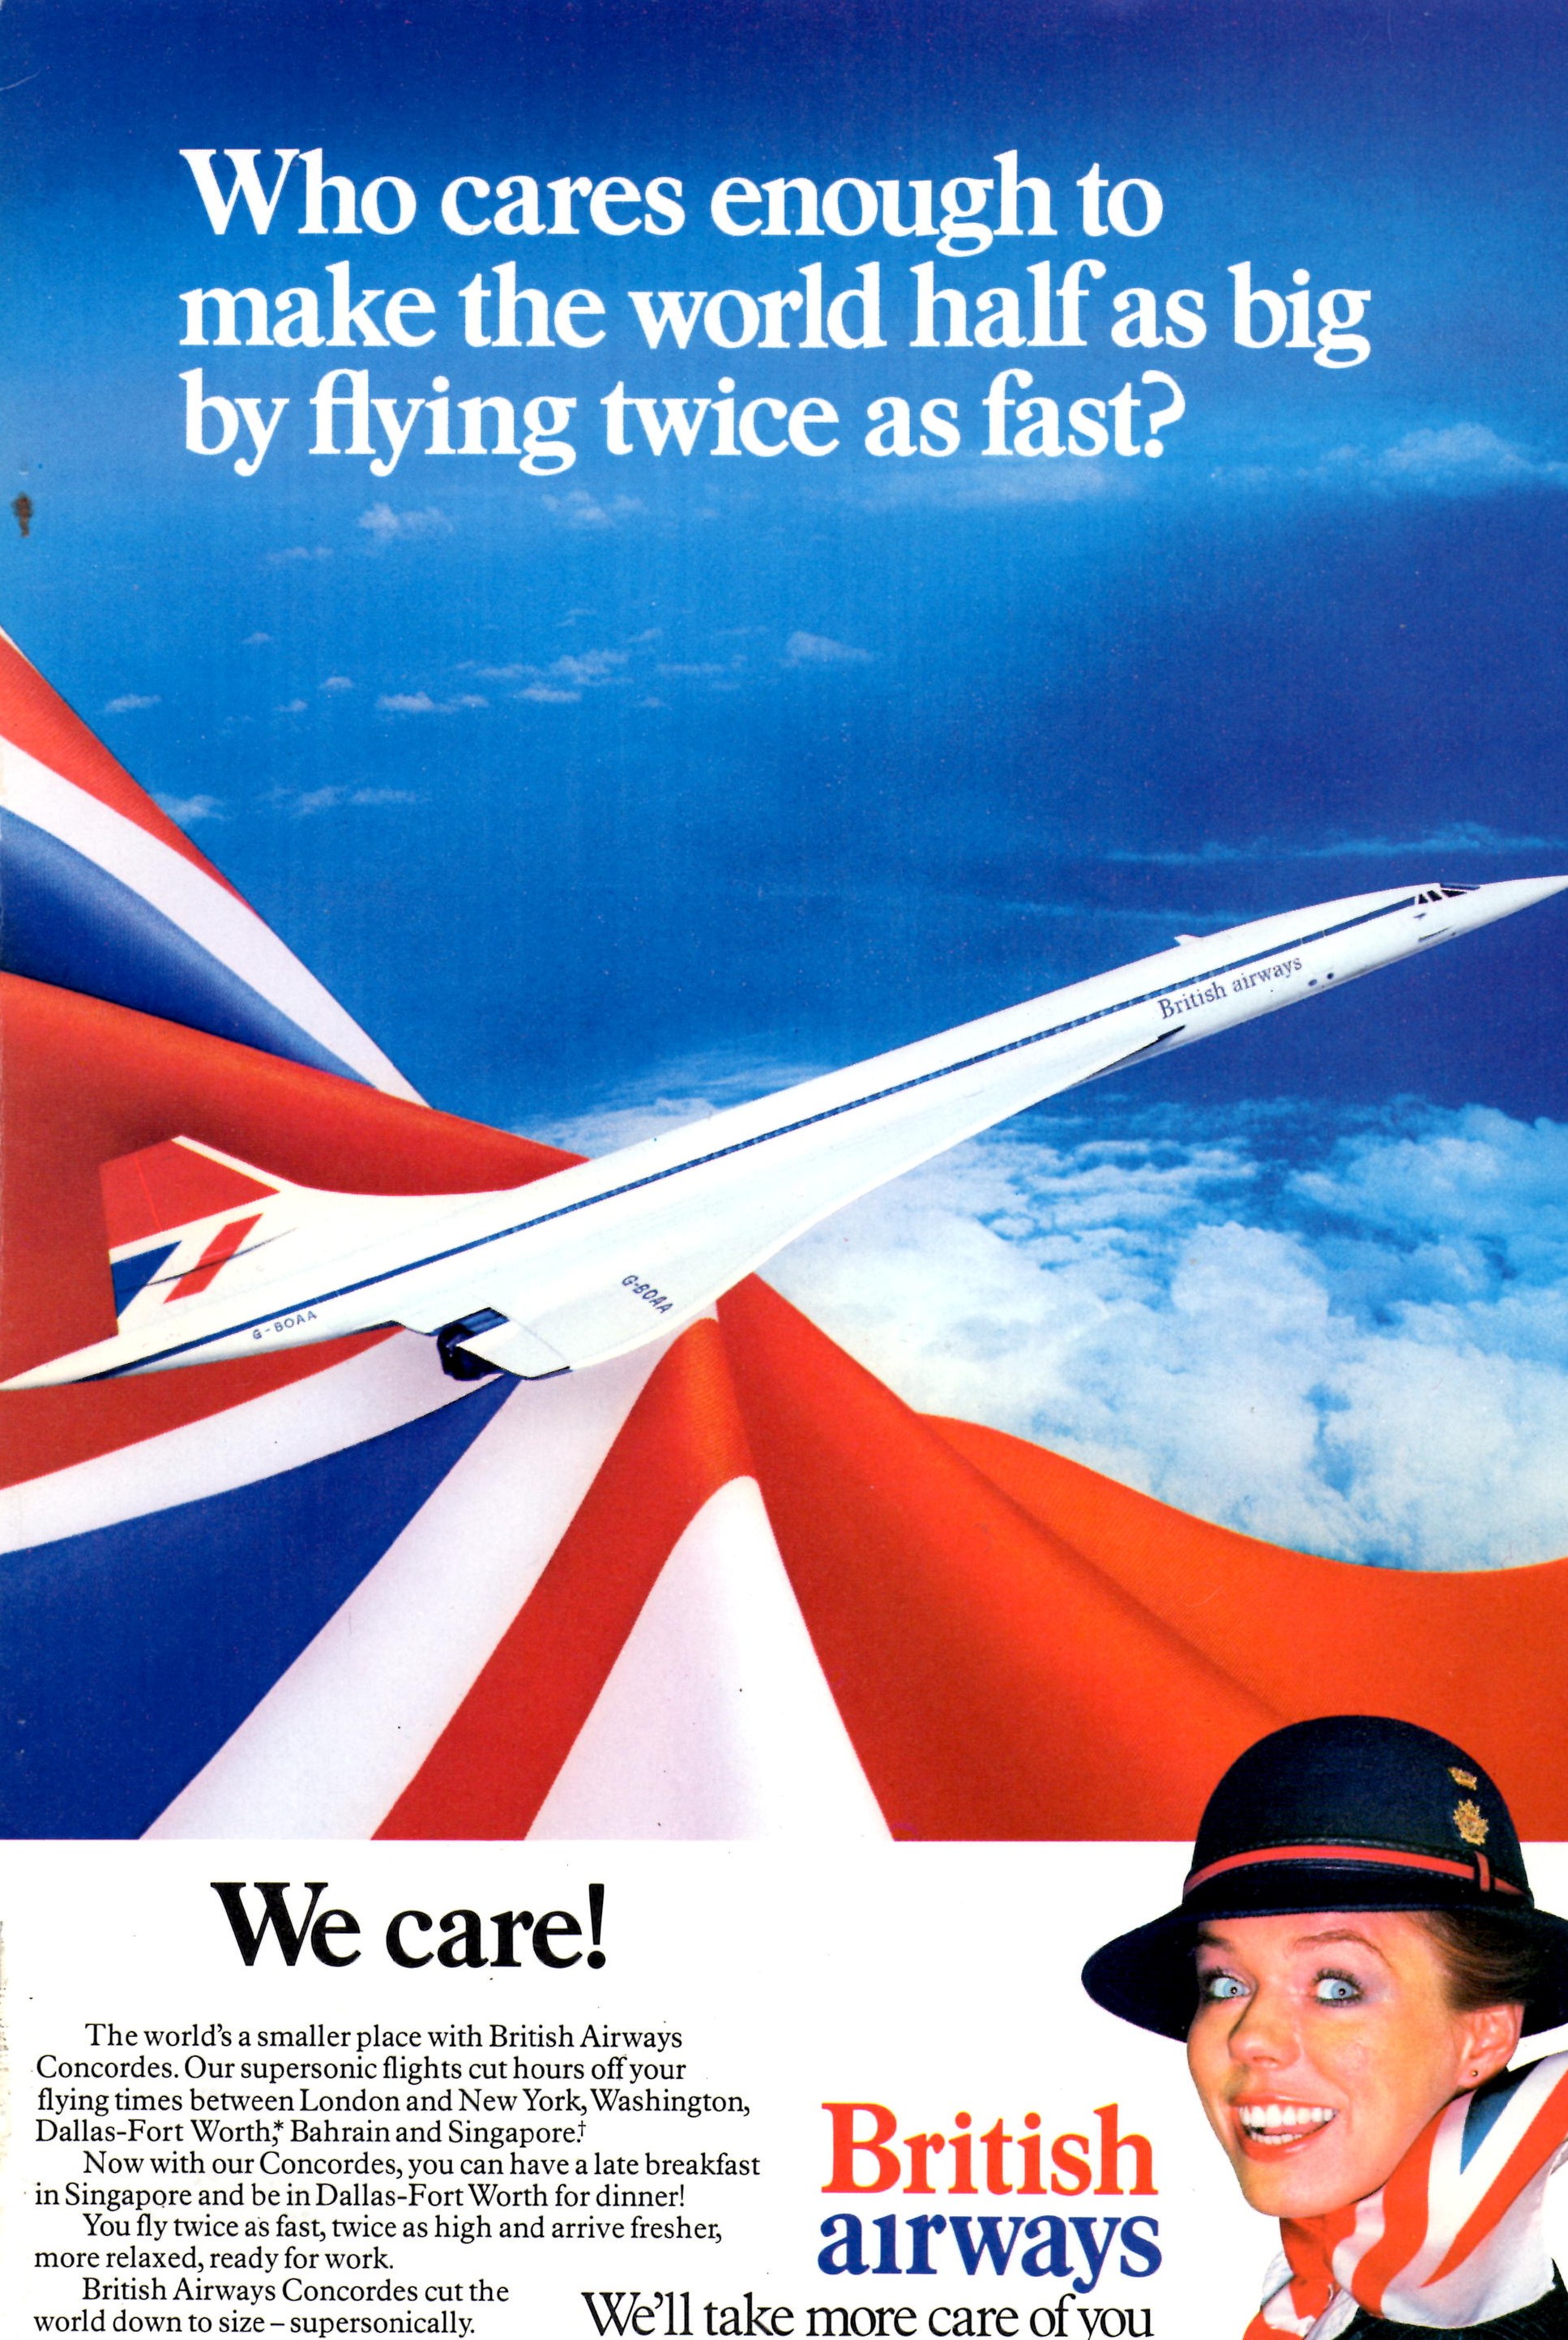 Who cares enough to
make the world half as big
by flying twice as fast?
British airways
G-BOAA
G-BOAA
We care!
The world's a smaller place with British Airways
Concordes. Our supersonic flights cut hours off your
flying times between London and New York, Washington,
Dallas-Fort Worth,* Bahrain and Singapore.†
Now with our Concordes, you can have a late breakfast
in Singapore and be in Dallas-Fort Worth for dinner!
You fly twice as fast, twice as high and arrive fresher,
more relaxed, ready for work.
British Airways Concordes cut the
world down to size – supersonically.
British
airways
We'll take more care of you